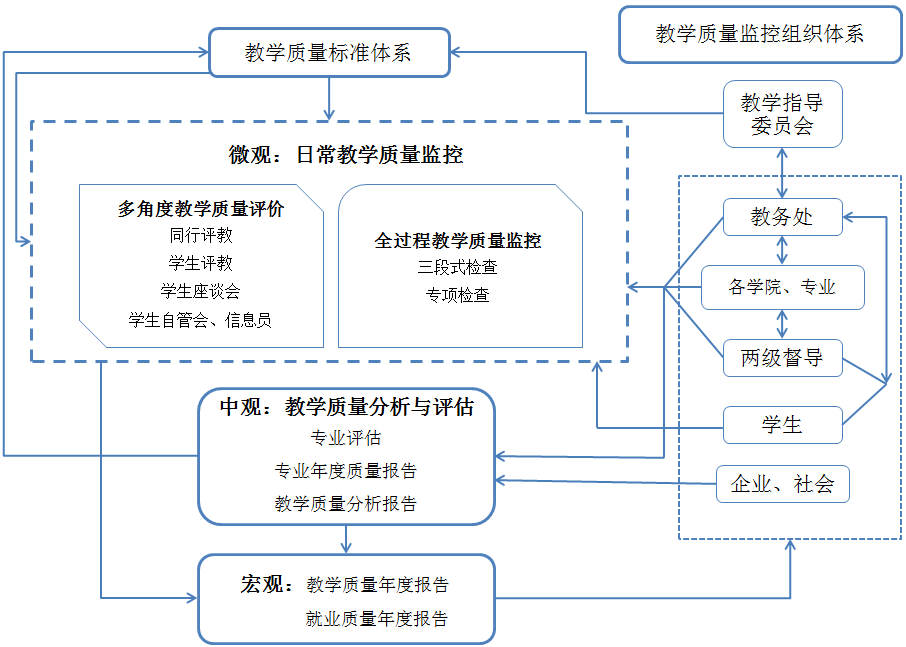 教学质量标准体系
教学质量监控组织体系
教学指导
委员会
微观：日常教学质量监控
多角度教学质量评价
同行评教
学生评教
学生座谈会
学生自管会、信息员
全过程教学质量监控
三段式检查
专项检查
教务处
各学院、专业
两级督导
学生
企业、社会
中观：教学质量分析与评估
专业评估
专业年度质量报告
教学质量分析报告
宏观：教学质量年度报告
就业质量年度报告